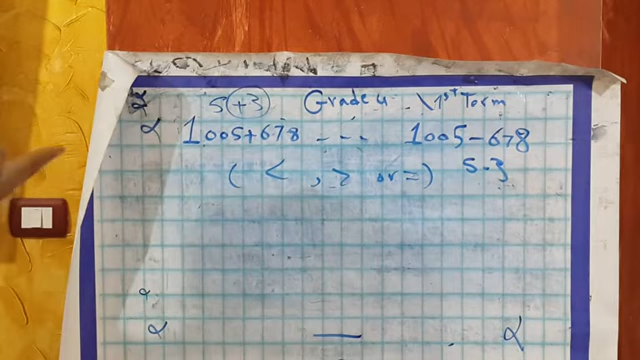 5 +3 Grade 4 \ 1st Term
1005+678 --- 1005-678
( < , > or =) 5-3